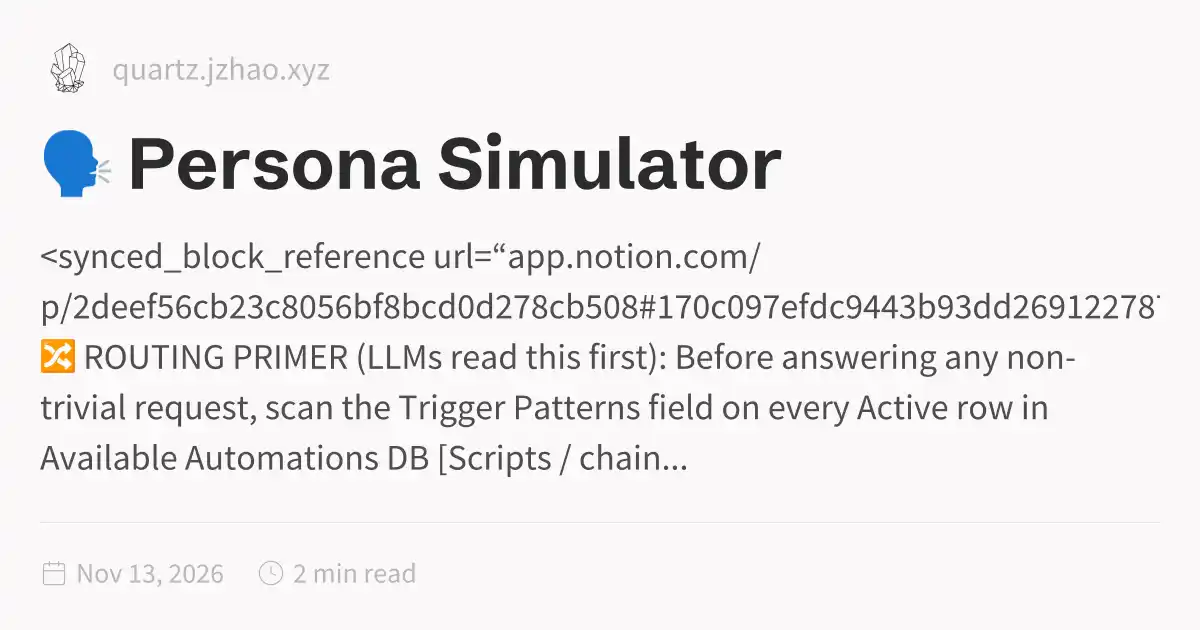 quartz.jzhao.xyz
🗣️ Persona Simulator
<synced_block_reference url=“app.notion.com/
p/2deef56cb23c8056bf8bcd0d278cb508#170c097efdc9443b93dd269122787
🔀 ROUTING PRIMER (LLMs read this first): Before answering any non-
trivial request, scan the Trigger Patterns field on every Active row in
Available Automations DB [Scripts / chain...
Nov 13, 2026
2 min read